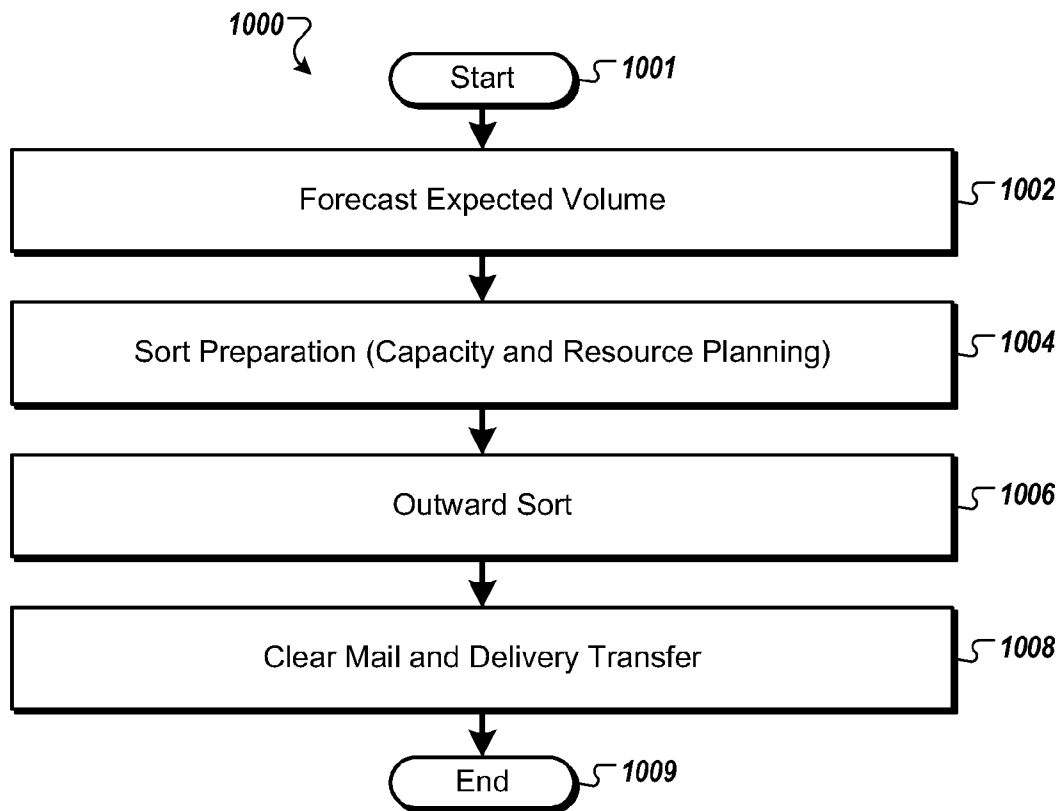 1000
Start
1001
Forecast Expected Volume
1002
Sort Preparation (Capacity and Resource Planning)
1004
Outward Sort
1006
Clear Mail and Delivery Transfer
1008
End
1009